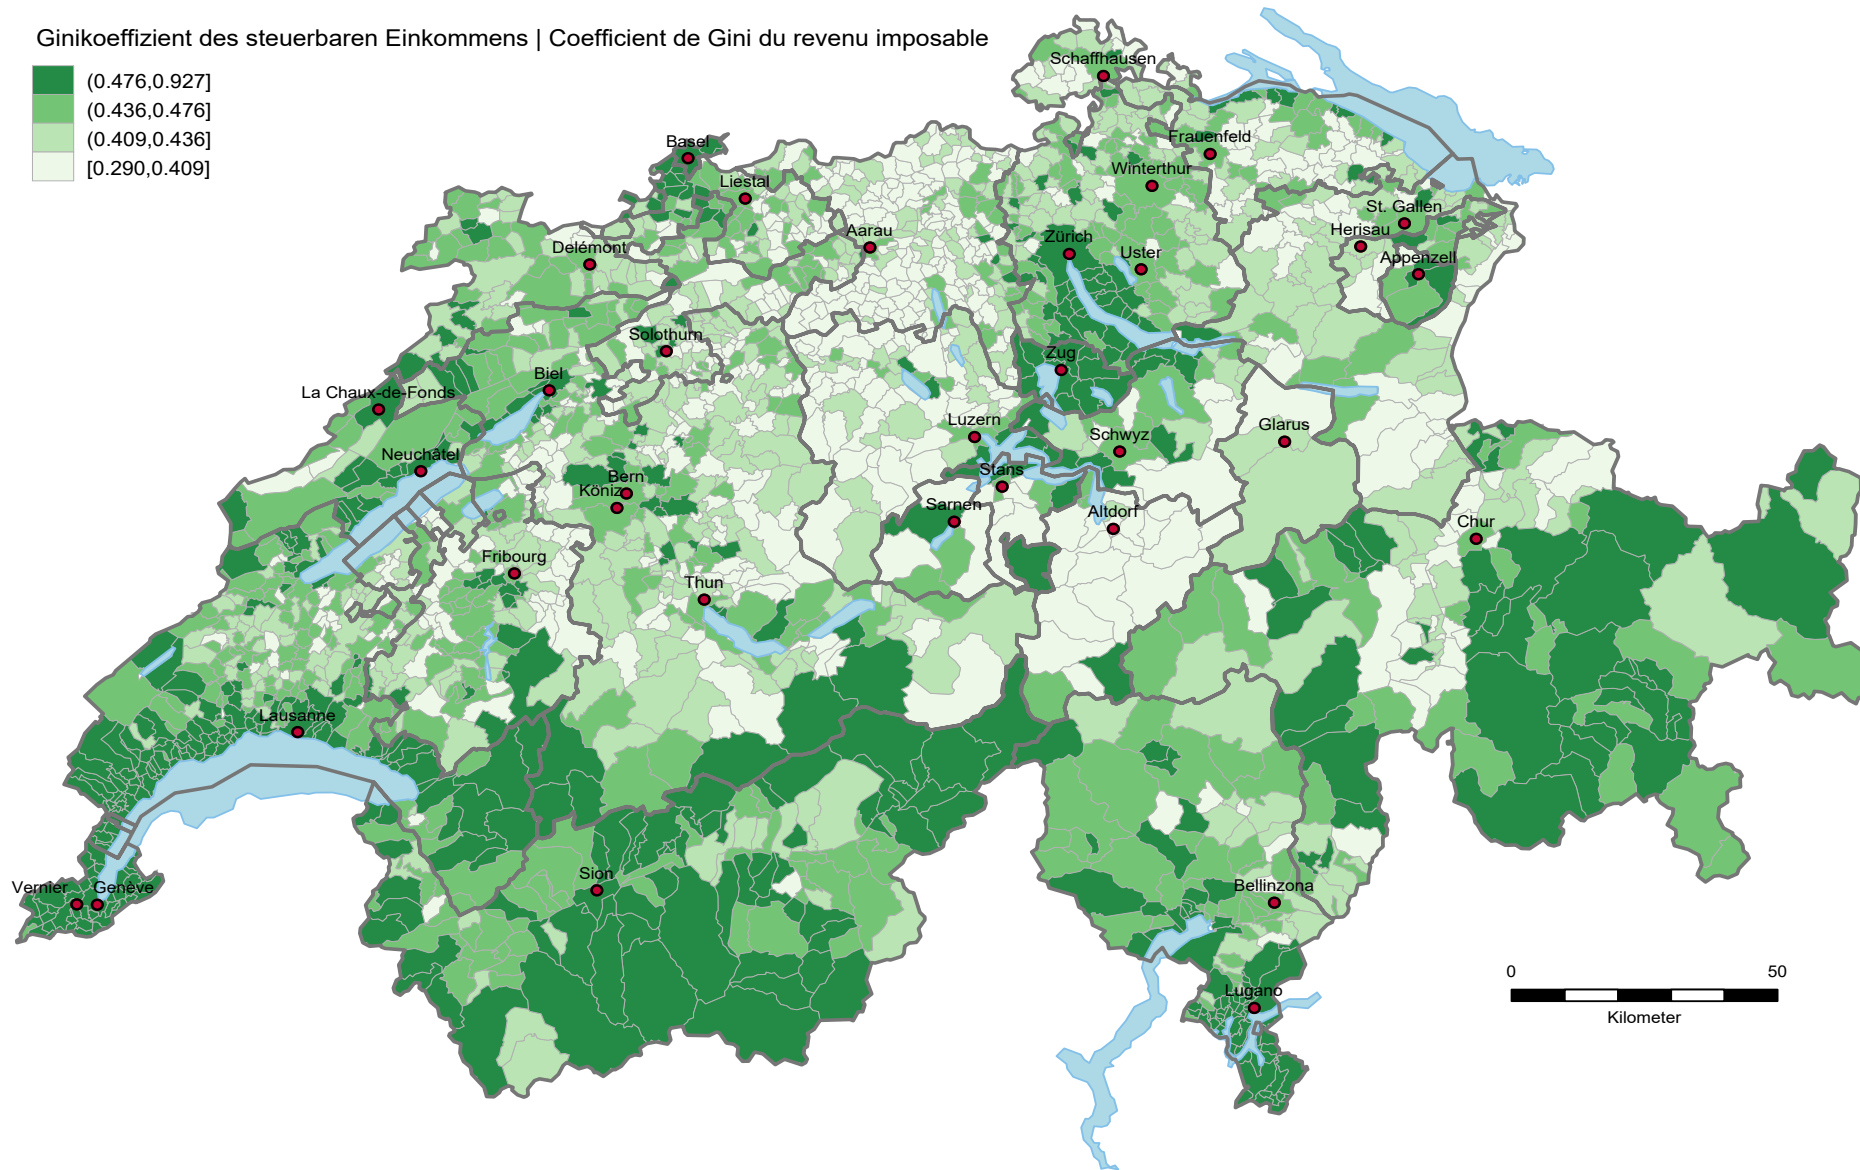 Ginikoeffizient des steuerbaren Einkommens | Coefficient de Gini du revenu imposable
(0.476,0.927]
(0.436,0.476]
(0.409,0.436]
[0.290,0.409]
Schaffhausen
Basel
Frauenfeld
Winterthur
Liestal
St. Gallen
Herisau
Aarau
Zürich
Delémont
Uster
Appenzell
Solothurn
Zug
Biel
La Chaux-de-Fonds
Luzern
Glarus
Schwyz
Neuchâtel
Stans
Bern
Köniz
Sarnen
Altdorf
Chur
Fribourg
Thun
Lausanne
Sion
Bellinzona
Vernier
Genève
Lugano
0 50
Kilometer